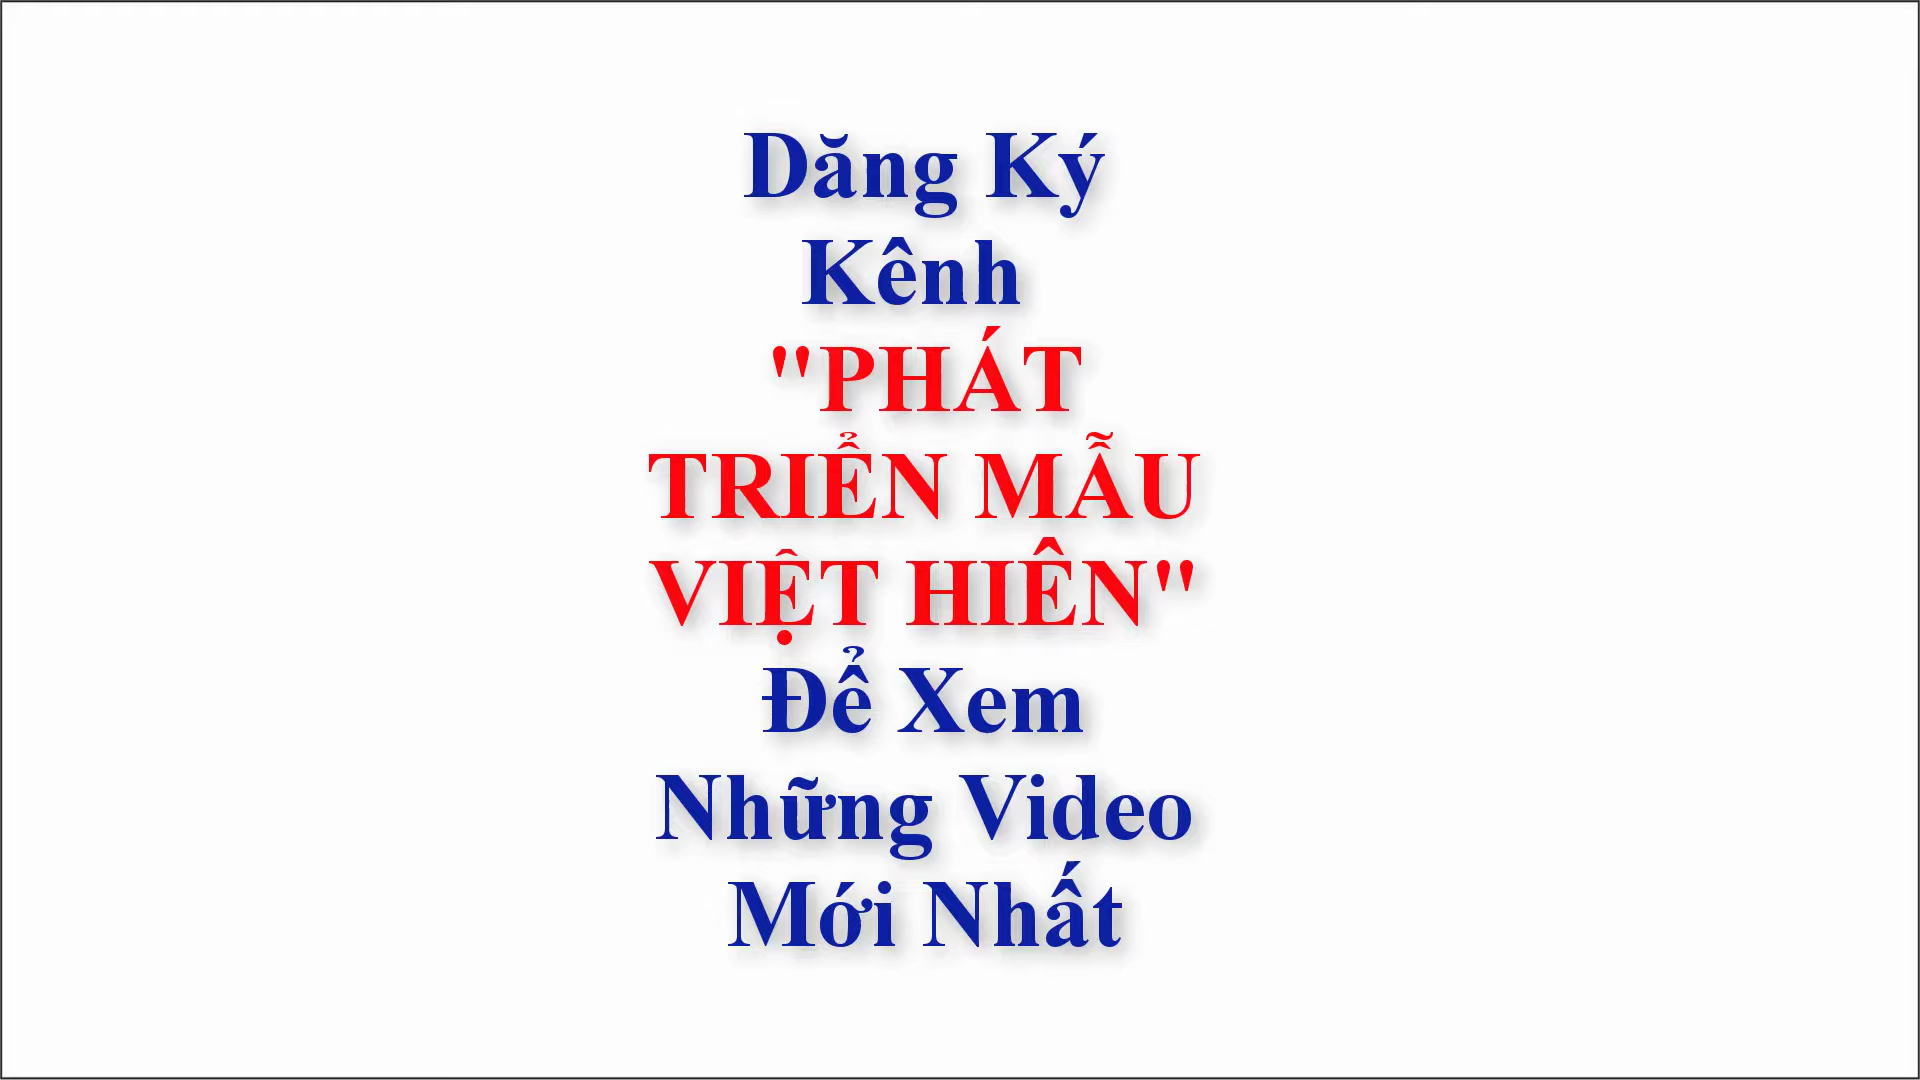 Dăng Ký
Kênh
"PHÁT
TRIỂN MẪU
VIỆT HIÊN"
Để Xem
Những Video
Mới Nhất